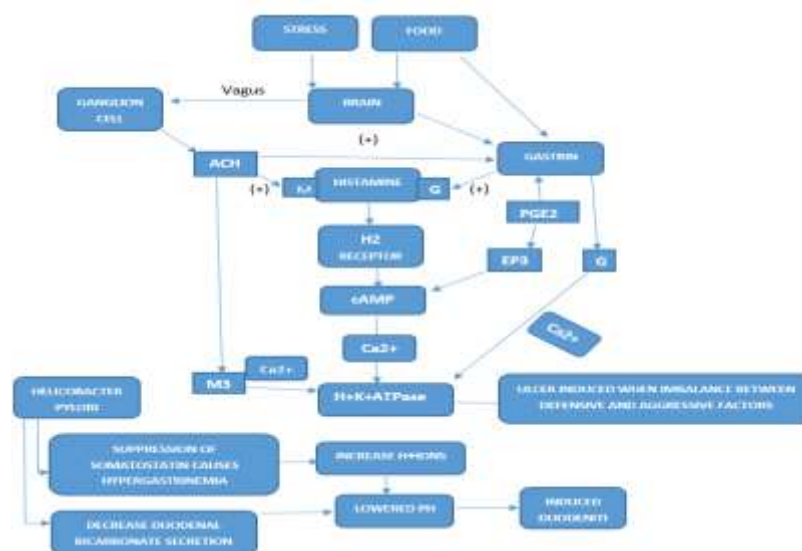 STRESS
FOOD
Vagus
GANGLION
CELL
BRAIN
(+)
ACH
GASTRIN
(+)
M
HISTAMINE
G
(+)
PGE2
H2
RECEPTOR
EP3
G
cAMP
Ca2+
Ca2+
Ca2+
M3
H+K+ATPase
ULCER INDUCED WHEN IMBALANCE BETWEEN
DEFENSIVE AND AGGRESSIVE FACTORS
HELICOBACTER
PYLORI
SUPPRESSION OF
SOMATOSTATIN CAUSES
HYPERGASTRINEMIA
INCREASE H+IONS
LOWERED PH
INDUCED
DUODENITI
DECREASE DUODENAL
BICARBONATE SECRETION